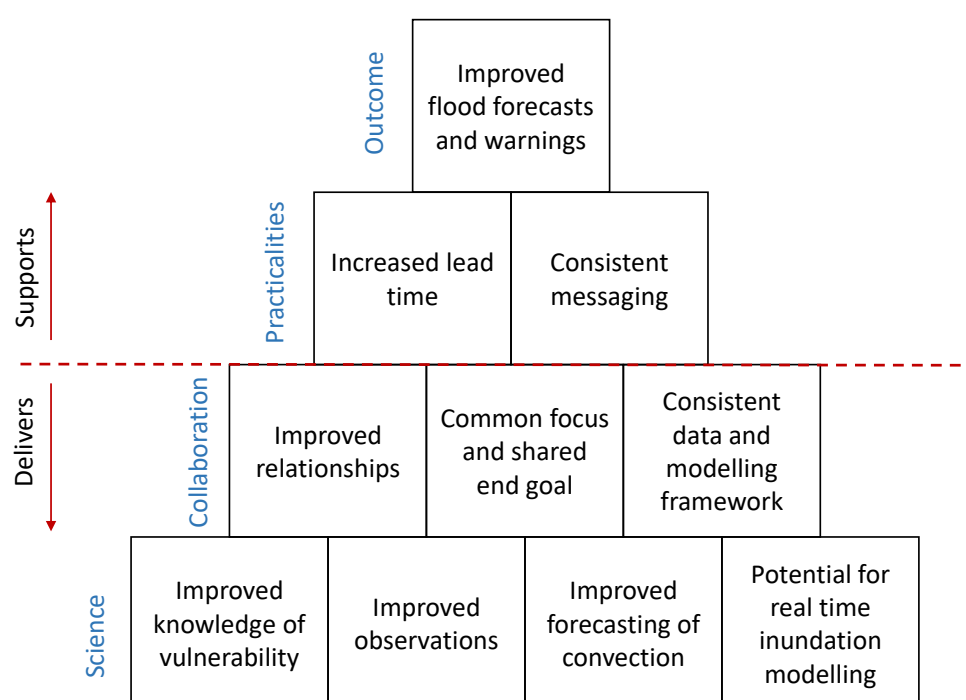 Outcome
Improved
flood forecasts
and warnings
Supports
Practicalities
Increased lead
time
Consistent
messaging
Delivers
Collaboration
Improved
relationships
Common focus
and shared
end goal
Consistent
data and
modelling
framework
Science
Improved
knowledge of
vulnerability
Improved
observations
Improved
forecasting of
convection
Potential for
real time
inundation
modelling